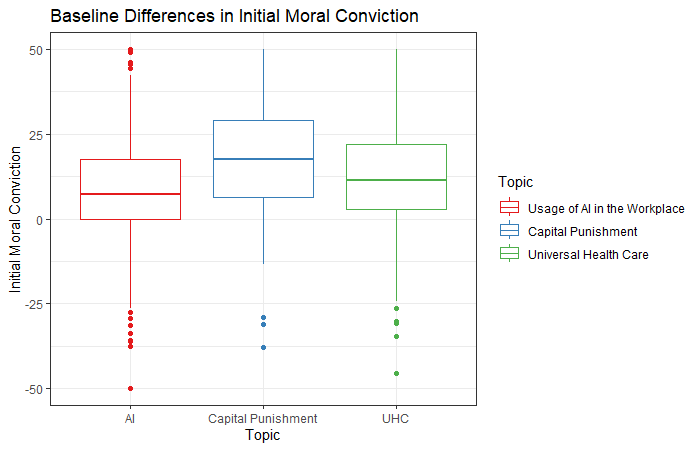 Baseline Differences in Initial Moral Conviction
50
25
0
-25
-50
Initial Moral Conviction
AI
Capital Punishment
UHC
Topic
Topic
Usage of AI in the Workplace
Capital Punishment
Universal Health Care